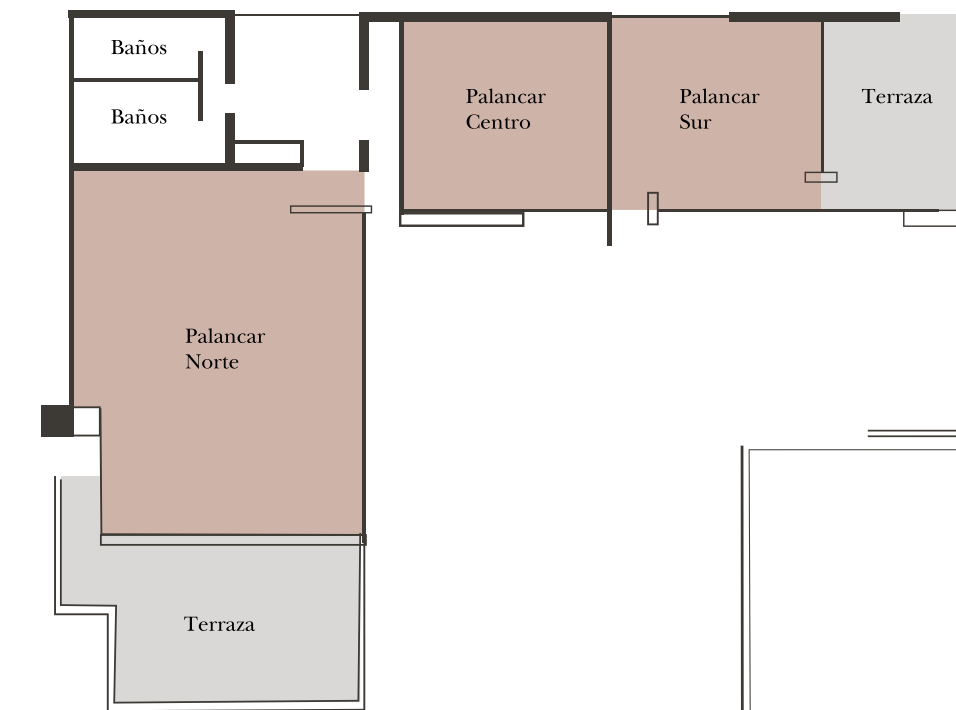 Baños
Baños
Palancar
Centro
Palancar
Sur
Terraza
Palancar
Norte
Terraza